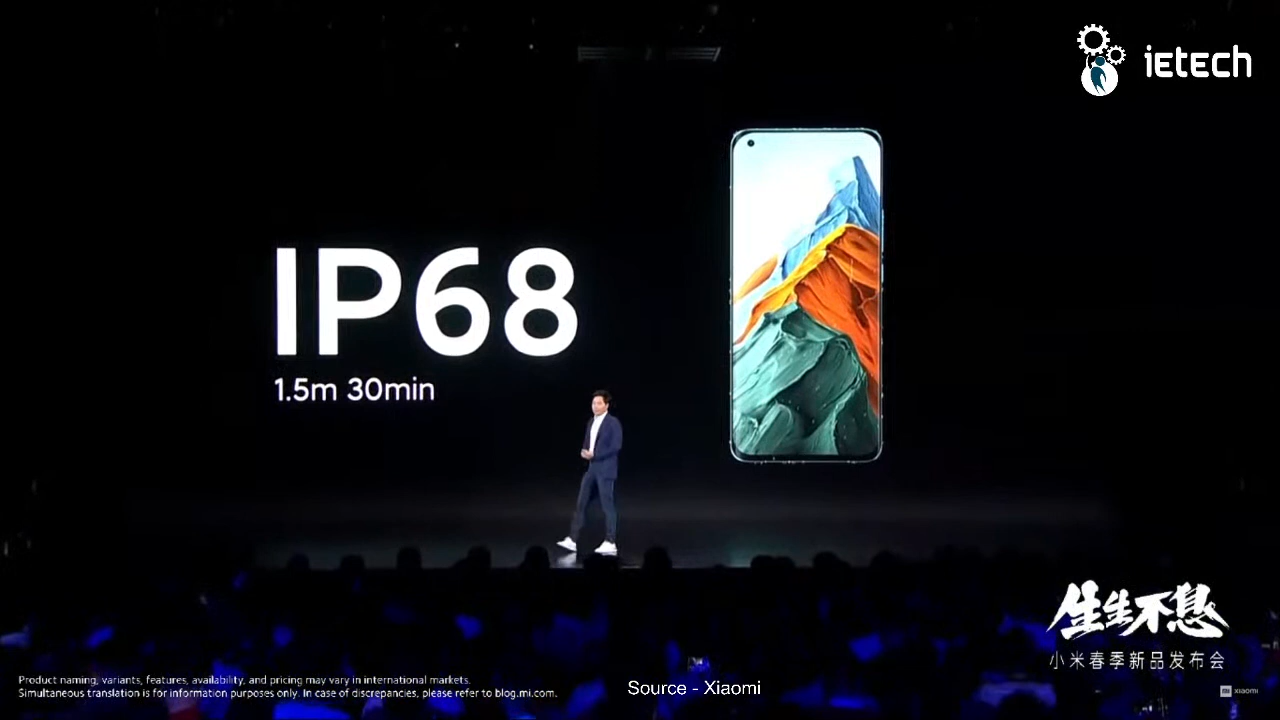 ietech
IP68
1.5m 30min
生生不息
小米春季新品发布会
Product naming, variants, features, availability, and pricing may vary in international markets.
Simultaneous translation is for information purposes only. In case of discrepancies, please refer to blog.mi.com.
Source - Xiaomi
mi xiaomi